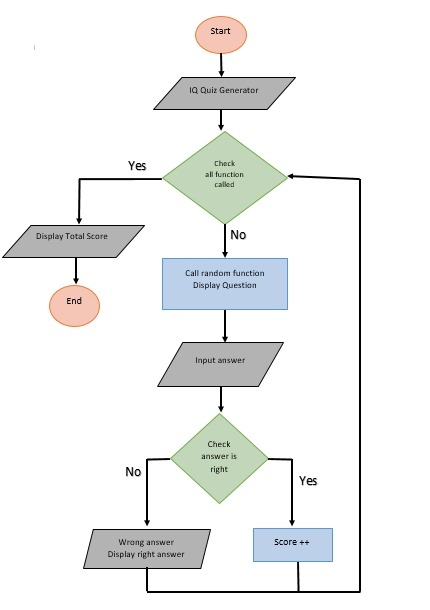 Start
IQ Quiz Generator
Check
all function
called
Yes
No
Display Total Score
End
Call random function
Display Question
Input answer
Check
answer is
right
No
Yes
Wrong answer
Display right answer
Score ++